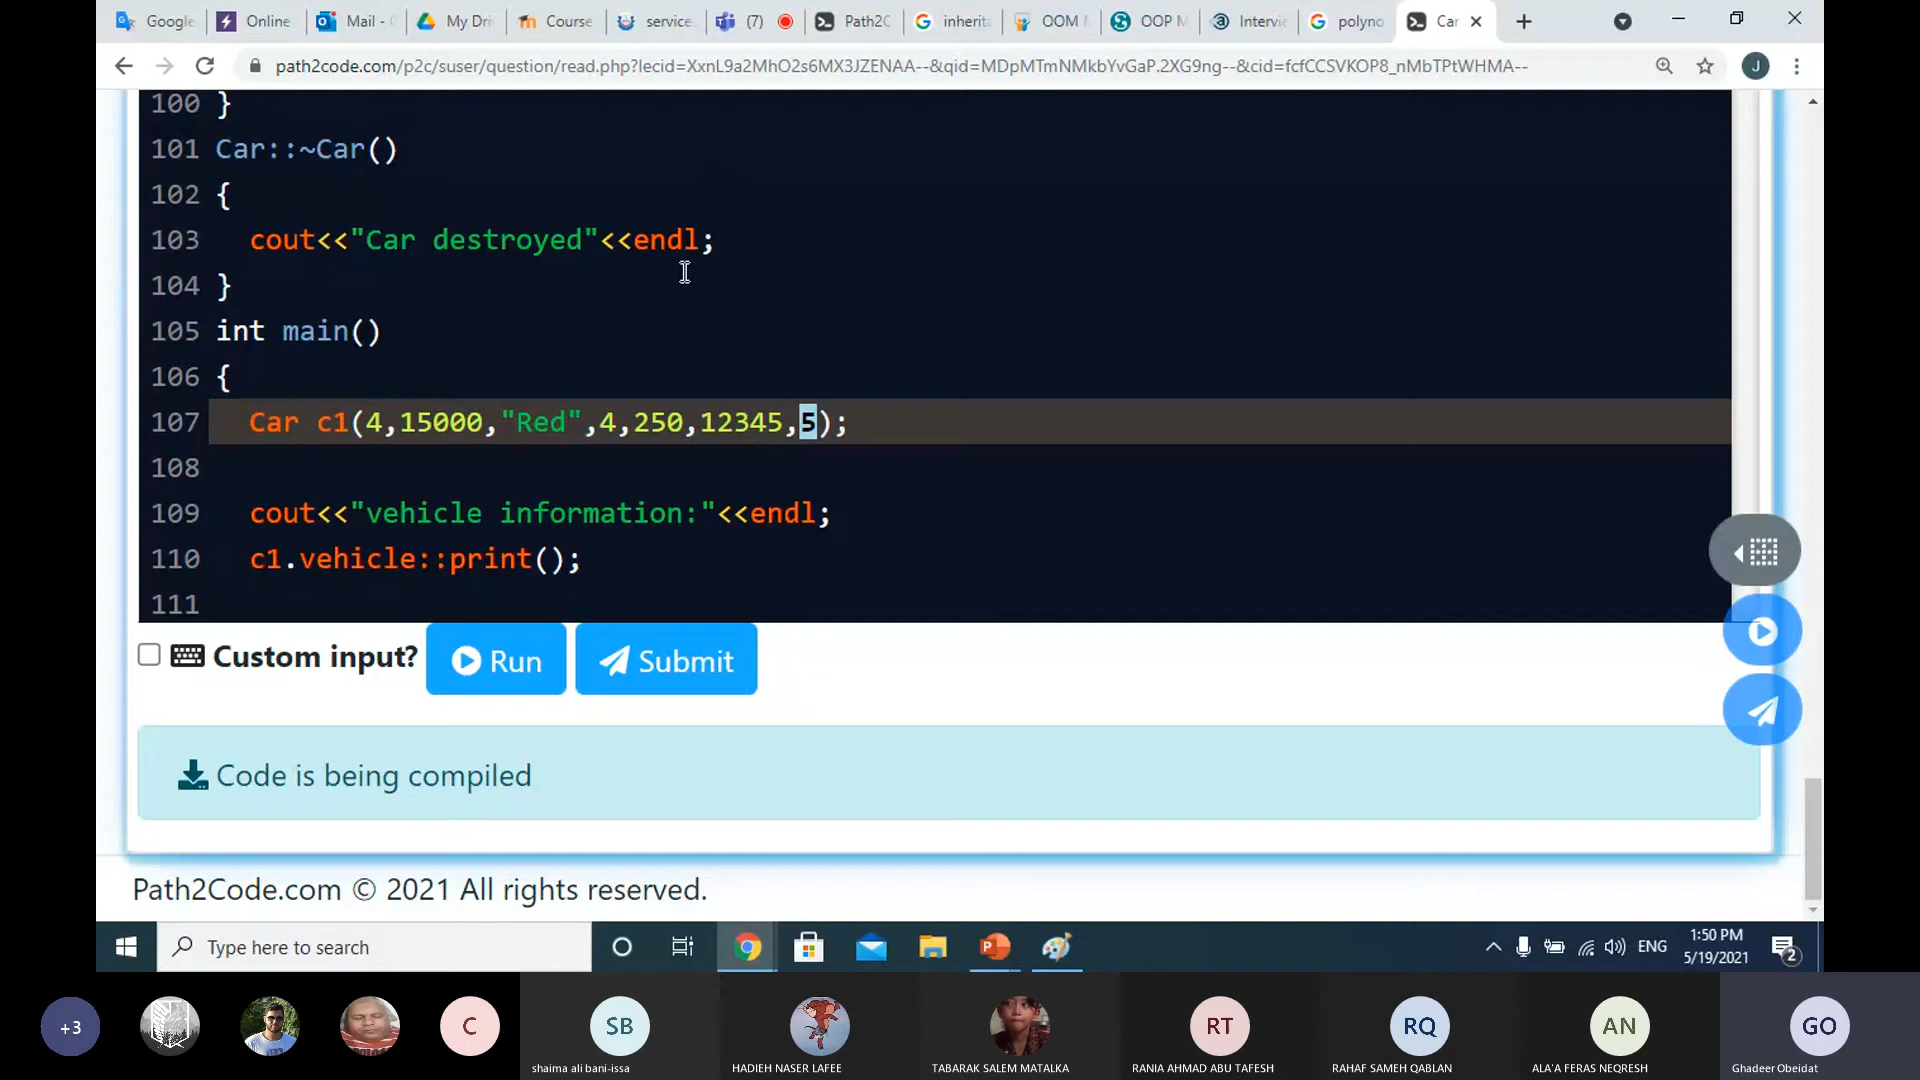 Google
Online
Mail -
My Dri
Course
service
(7)
Path2C
inherita
OOM
OOP M
Intervie
polyno
Car
path2code.com/p2c/suser/question/read.php?lecid=XxnL9a2MhO2s6MX3JZENAA--&qid=MDpMTmNMkbYvGaP.2XG9ng--&cid=fcfCCSVKOP8_nMbTPtWHMA--
J
100 }
101 Car::~Car()
102 {
103 cout<<"Car destroyed"<<endl;
104 }
105 int main()
106 {
107 Car c1(4,15000,"Red",4,250,12345,5);
108
109 cout<<"vehicle information:"<<endl;
110 c1.vehicle::print();
111
Custom input?
Run
Submit
Code is being compiled
Path2Code.com © 2021 All rights reserved.
Type here to search
ENG
1:50 PM
5/19/2021
2
+3
C
SB
RT
RQ
AN
GO
shaima ali bani-issa
HADIEH NASER LAFEE
TABARAK SALEM MATALKA
RANIA AHMAD ABU TAFESH
RAHAF SAMEH QABLAN
ALA'A FERAS NEQRESH
Ghadeer Obeidat